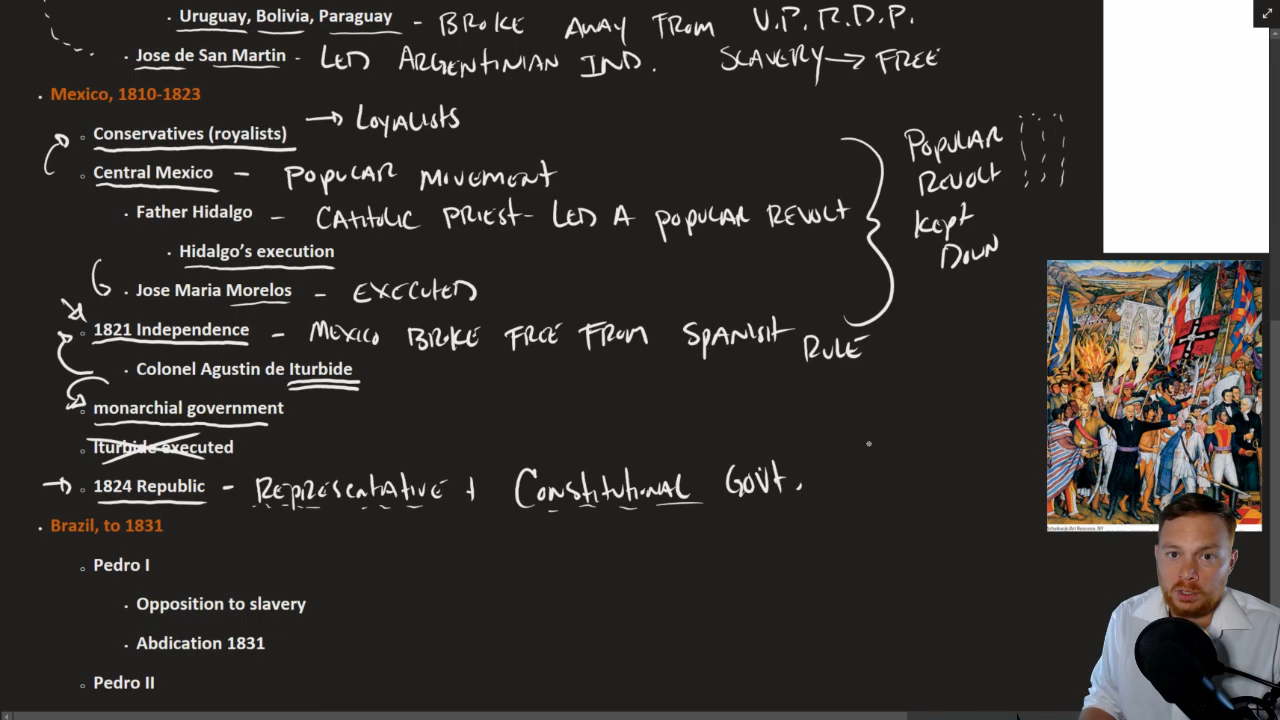 Uruguay, Bolivia, Paraguay - BROKE AWAY FROM U.P.R.D.P.
Jose de San Martin - LED ARGENTINIAN IND. SLAVERY → FREE
Mexico, 1810-1823
Conservatives (royalists) → LOYALISTS
Central Mexico - POPULAR MOVEMENT
Father Hidalgo - CATHOLIC PRIEST - LED A POPULAR REVOLT
POPULAR
REVOLT
KEPT
DOWN
Hidalgo's execution
Jose Maria Morelos - EXECUTED
1821 Independence - MEXICO BROKE FREE FROM SPANISH RULE
Colonel Agustin de Iturbide
monarchial government
Iturbide executed
→ 1824 Republic - REPRESENTATIVE + CONSTITUTIONAL GOV'T.
Brazil, to 1831
Pedro I
Opposition to slavery
Abdication 1831
Pedro II